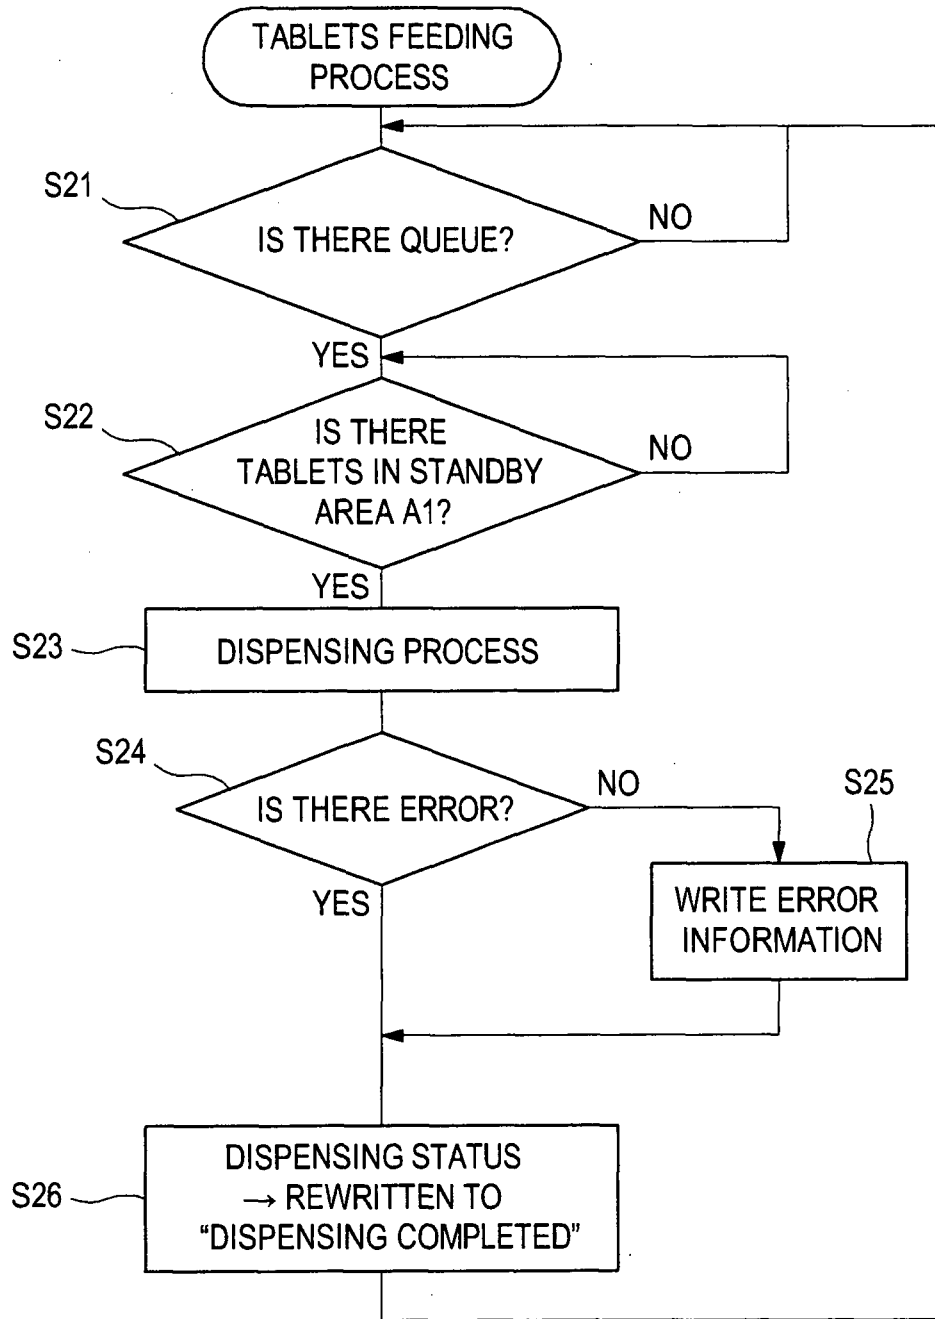 TABLETS FEEDING
PROCESS
S21
IS THERE QUEUE?
NO
YES
S22
IS THERE
TABLETS IN STANDBY
AREA A1?
NO
YES
S23
DISPENSING PROCESS
S24
IS THERE ERROR?
NO
S25
YES
WRITE ERROR
INFORMATION
S26
DISPENSING STATUS
→ REWRITTEN TO
“DISPENSING COMPLETED”